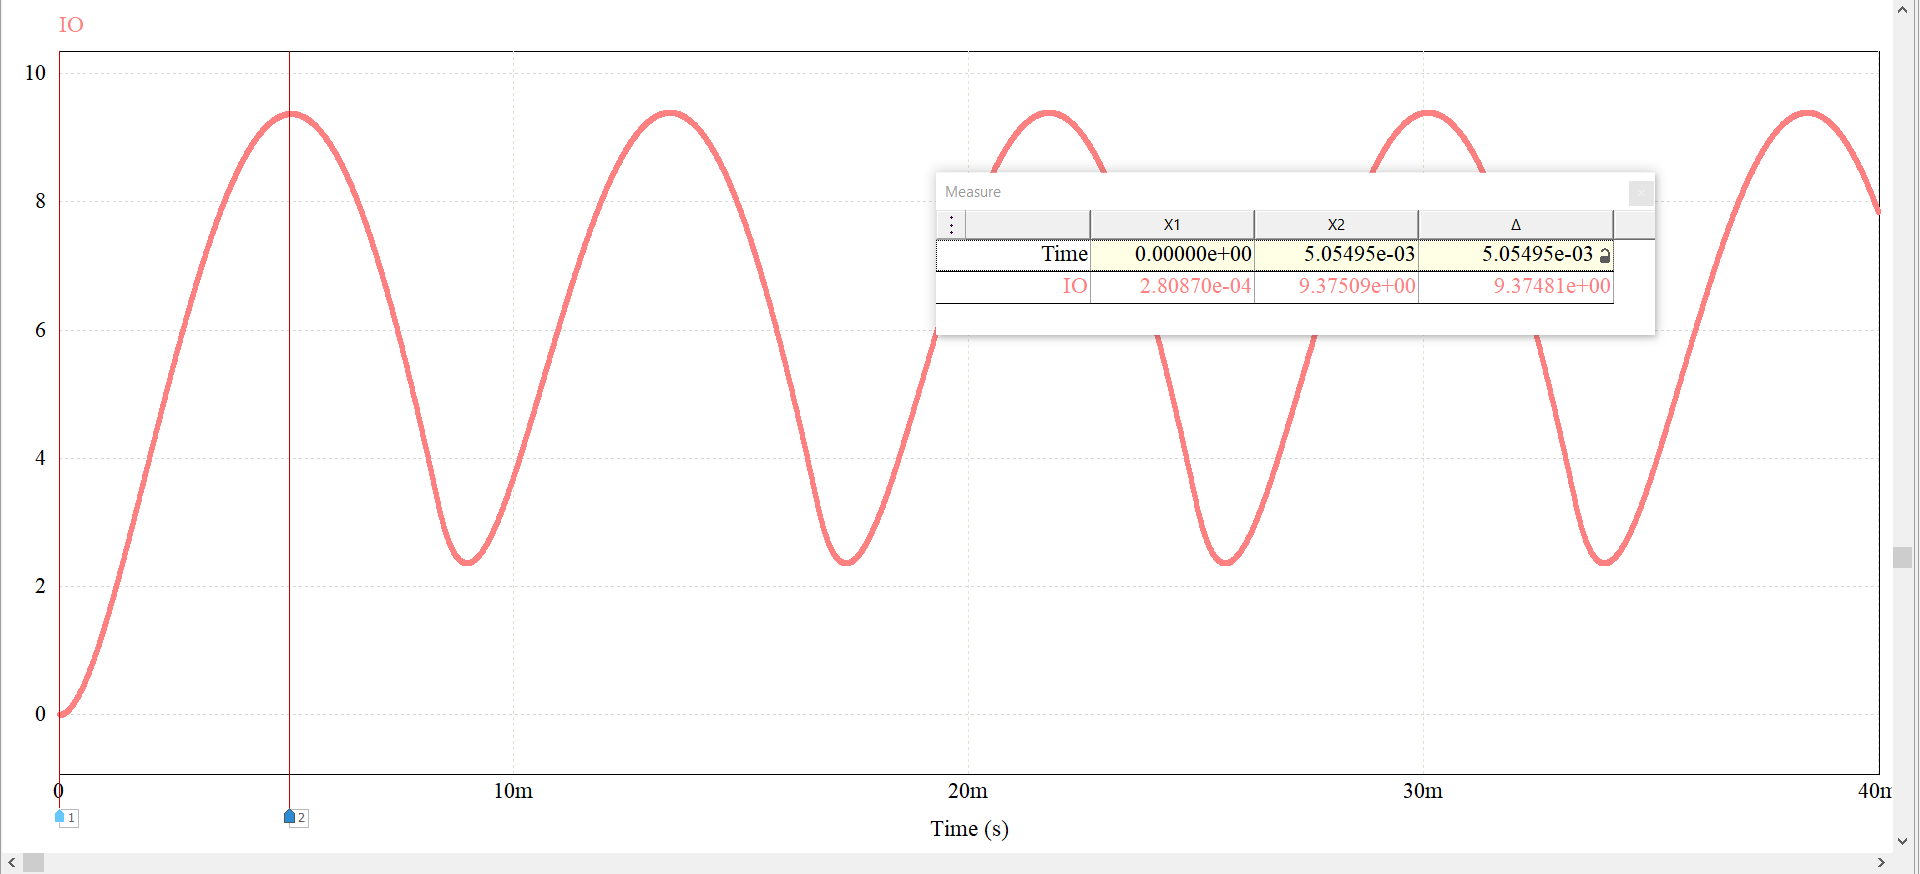 IO
10
8
6
4
2
0
Measure
X1 X2 Δ
Time 0.00000e+00 5.05495e-03 5.05495e-03
IO 2.80870e-04 9.37509e+00 9.37481e+00
0 10m 20m 30m 40m
1 2
Time (s)